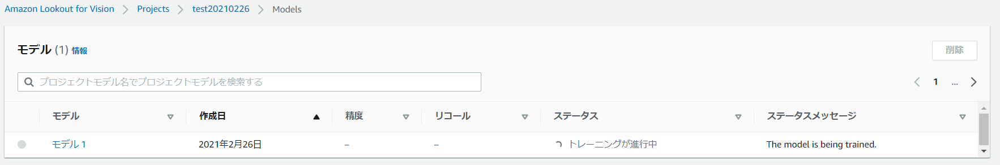 Amazon Lookout for Vision Projects test20210226 Models
モデル (1) 情報
削除
プロジェクトモデル名でプロジェクトモデルを検索する
1 ...
モデル 作成日 精度 リコール ステータス ステータスメッセージ
モデル 1 2021年2月26日 – – トレーニングが進行中 The model is being trained.